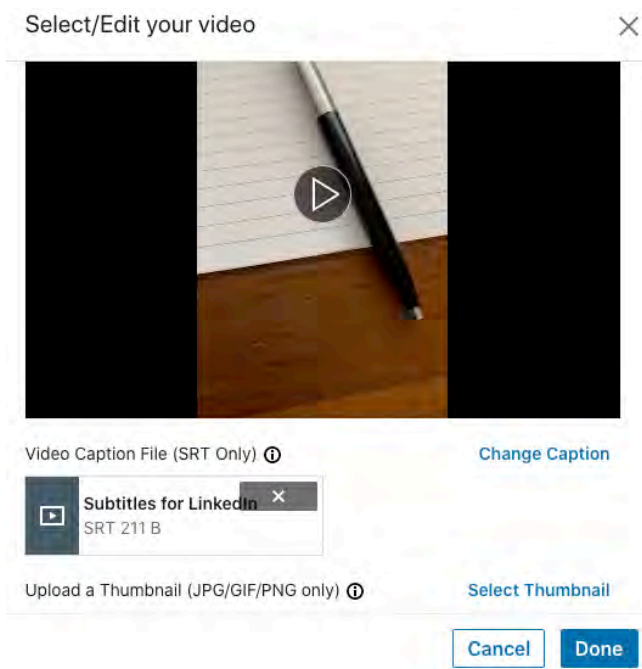 Select/Edit your video
Video Caption File (SRT Only)
Change Caption
Subtitles for LinkedIn
SRT 211 B
Upload a Thumbnail (JPG/GIF/PNG only)
Select Thumbnail
Cancel
Done